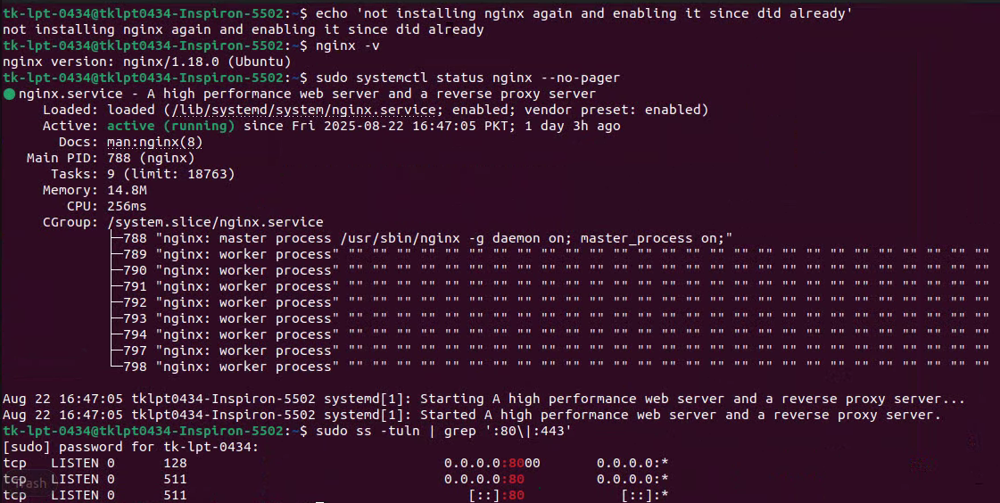 tk-lpt-0434@tklpt0434-Inspiron-5502:~$ echo 'not installing nginx again and enabling it since did already'
not installing nginx again and enabling it since did already
tk-lpt-0434@tklpt0434-Inspiron-5502:~$ nginx -v
nginx version: nginx/1.18.0 (Ubuntu)
tk-lpt-0434@tklpt0434-Inspiron-5502:~$ sudo systemctl status nginx --no-pager
● nginx.service - A high performance web server and a reverse proxy server
Loaded: loaded (/lib/systemd/system/nginx.service; enabled; vendor preset: enabled)
Active: active (running) since Fri 2025-08-22 16:47:05 PKT; 1 day 3h ago
Docs: man:nginx(8)
Main PID: 788 (nginx)
Tasks: 9 (limit: 18763)
Memory: 14.8M
CPU: 256ms
CGroup: /system.slice/nginx.service
├─788 "nginx: master process /usr/sbin/nginx -g daemon on; master_process on;"
├─789 "nginx: worker process" "" "" "" "" "" "" "" "" "" "" "" "" "" "" "" "" "" "" "" "" "" "" "" "" "" "" "" ""
├─790 "nginx: worker process" "" "" "" "" "" "" "" "" "" "" "" "" "" "" "" "" "" "" "" "" "" "" "" "" "" "" "" ""
├─791 "nginx: worker process" "" "" "" "" "" "" "" "" "" "" "" "" "" "" "" "" "" "" "" "" "" "" "" "" "" "" "" ""
├─792 "nginx: worker process" "" "" "" "" "" "" "" "" "" "" "" "" "" "" "" "" "" "" "" "" "" "" "" "" "" "" "" ""
├─793 "nginx: worker process" "" "" "" "" "" "" "" "" "" "" "" "" "" "" "" "" "" "" "" "" "" "" "" "" "" "" "" ""
├─794 "nginx: worker process" "" "" "" "" "" "" "" "" "" "" "" "" "" "" "" "" "" "" "" "" "" "" "" "" "" "" "" ""
├─797 "nginx: worker process" "" "" "" "" "" "" "" "" "" "" "" "" "" "" "" "" "" "" "" "" "" "" "" "" "" "" "" ""
└─798 "nginx: worker process" "" "" "" "" "" "" "" "" "" "" "" "" "" "" "" "" "" "" "" "" "" "" "" "" "" "" "" ""
Aug 22 16:47:05 tklpt0434-Inspiron-5502 systemd[1]: Starting A high performance web server and a reverse proxy server...
Aug 22 16:47:05 tklpt0434-Inspiron-5502 systemd[1]: Started A high performance web server and a reverse proxy server.
tk-lpt-0434@tklpt0434-Inspiron-5502:~$ sudo ss -tuln | grep ':80\|:443'
[sudo] password for tk-lpt-0434:
tcp LISTEN 0 128 0.0.0.0:8000 0.0.0.0:*
tcp LISTEN 0 511 0.0.0.0:80 0.0.0.0:*
tcp LISTEN 0 511 [::]:80 [::]:*